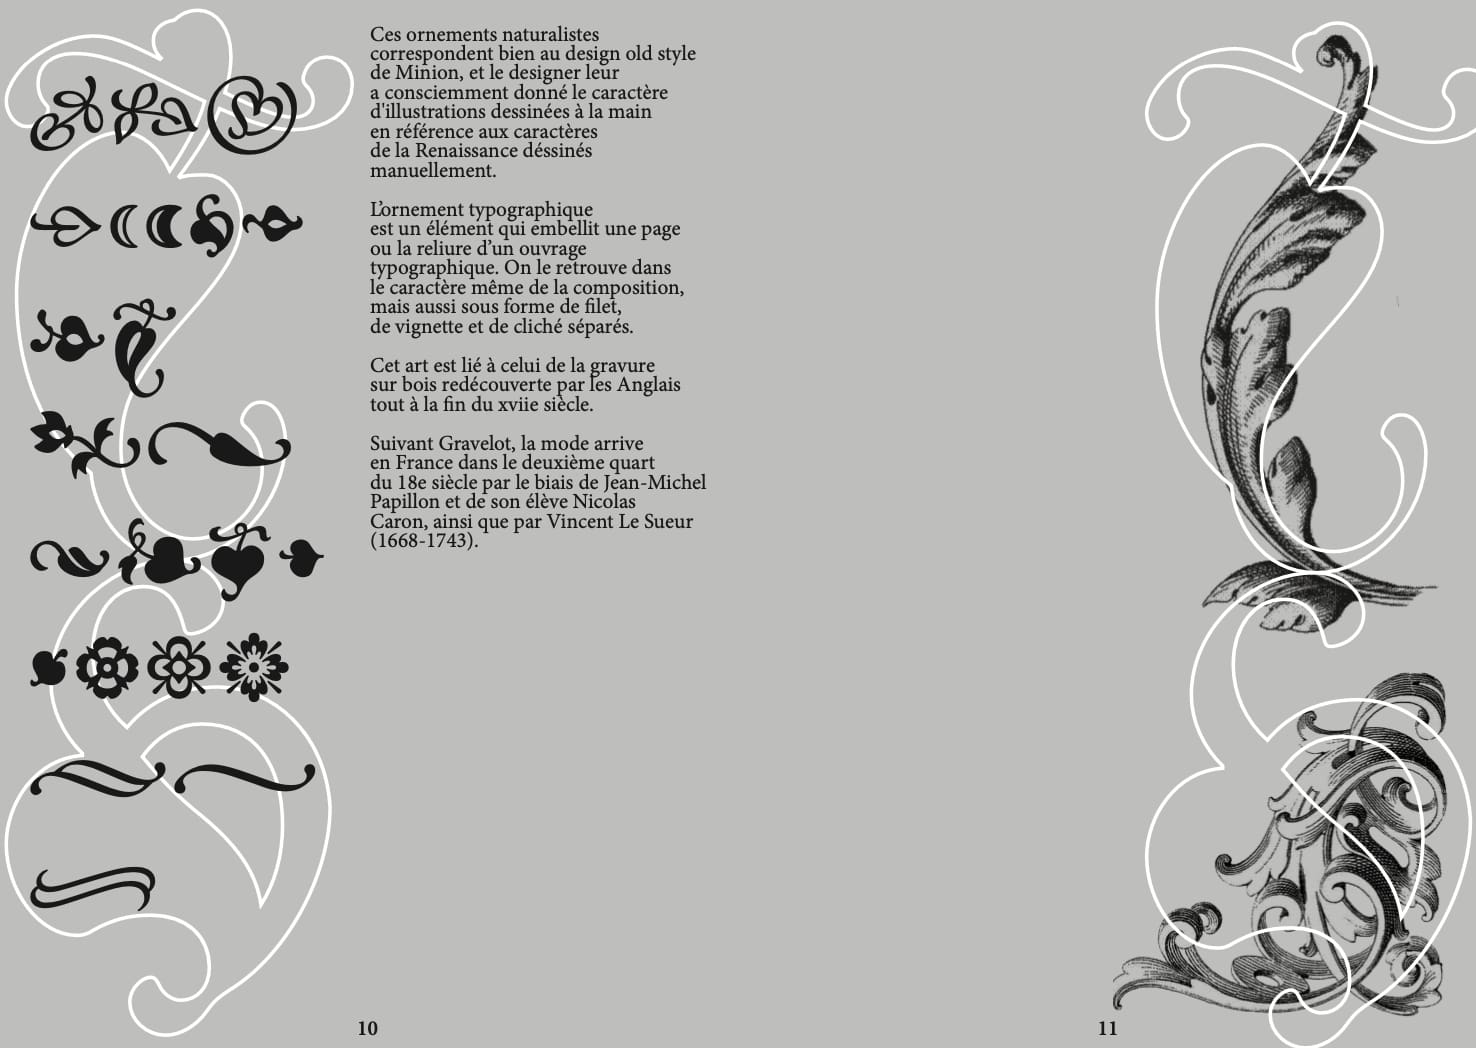 Ces ornements naturalistes
correspondent bien au design old style
de Minion, et le designer leur
a consciemment donné le caractère
d'illustrations dessinées à la main
en référence aux caractères
de la Renaissance déssinés
manuellement.
L’ornement typographique
est un élément qui embellit une page
ou la reliure d’un ouvrage
typographique. On le retrouve dans
le caractère même de la composition,
mais aussi sous forme de filet,
de vignette et de cliché séparés.
Cet art est lié à celui de la gravure
sur bois redécouverte par les Anglais
tout à la fin du xviie siècle.
Suivant Gravelot, la mode arrive
en France dans le deuxième quart
du 18e siècle par le biais de Jean-Michel
Papillon et de son élève Nicolas
Caron, ainsi que par Vincent Le Sueur
(1668-1743).
10
11